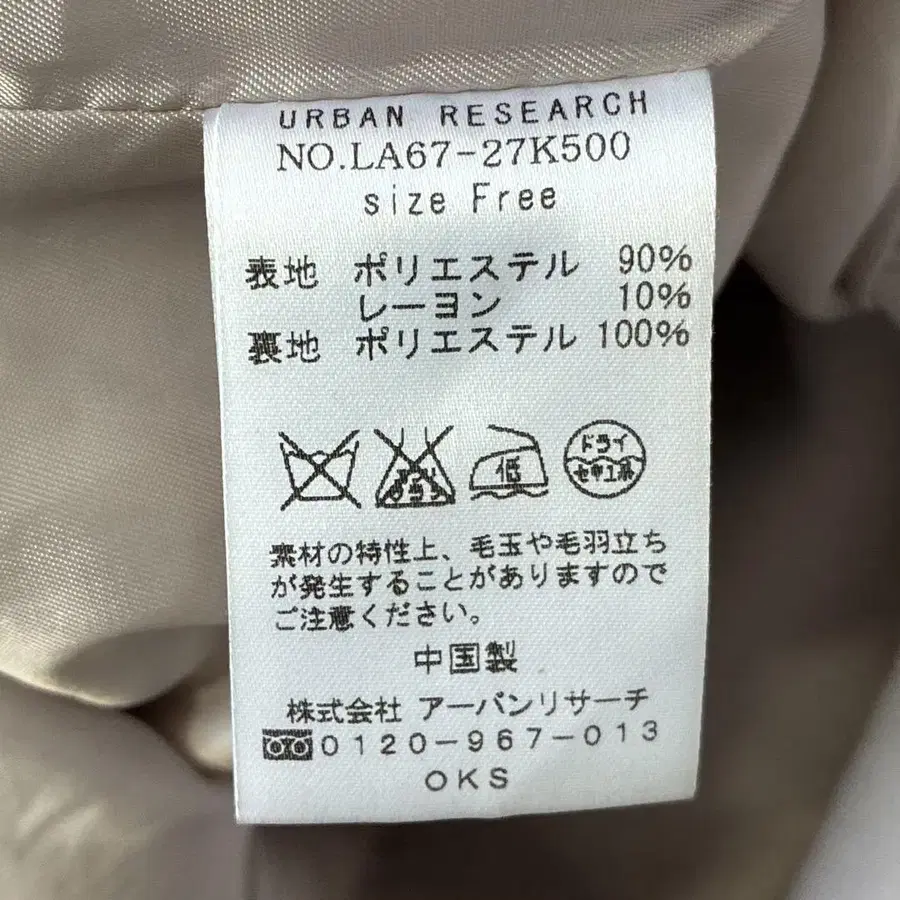 URBAN RESEARCH
NO.LA67-27K500
size Free
表地 ポリエステル 90%
レーヨン 10%
裏地 ポリエステル 100%
低
ドライ
セキユ系
素材の特性上、毛玉や毛羽立ち
が発生することがありますので
ご注意ください。
中国製
株式会社 アーバンリサーチ
0120-967-013
OKS